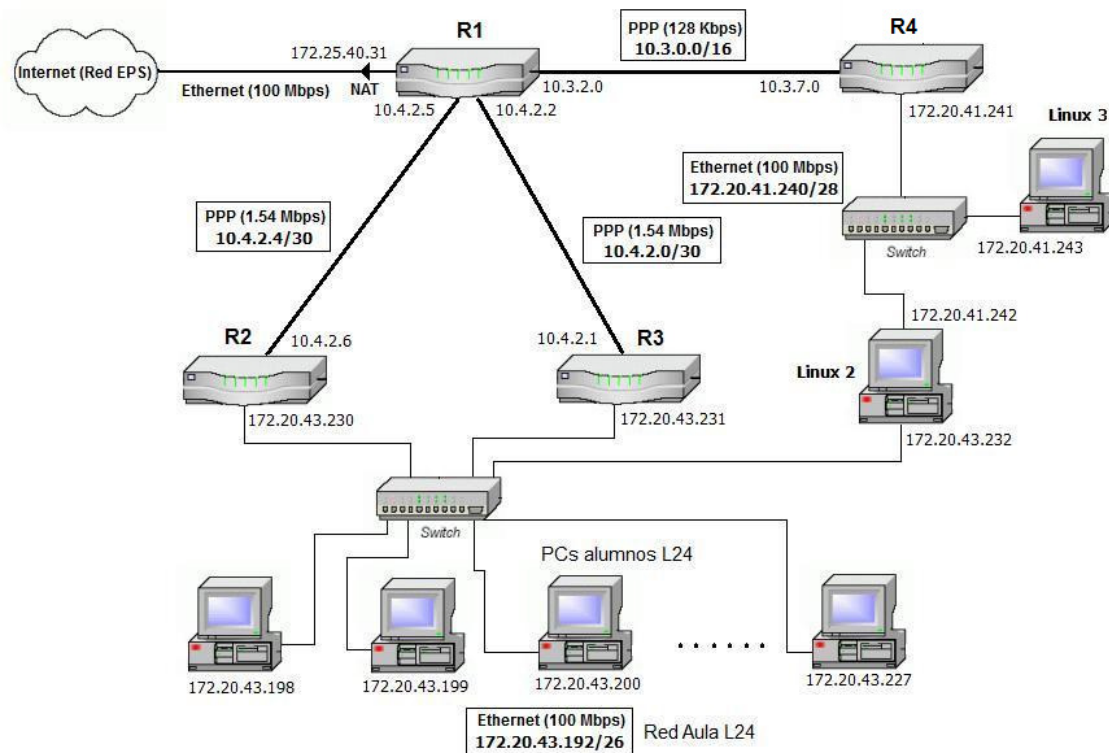 R1
PPP (128 Kbps)
10.3.0.0/16
R4
172.25.40.31
Internet (Red EPS)
Ethernet (100 Mbps)
NAT
10.3.2.0
10.3.7.0
10.4.2.5
10.4.2.2
172.20.41.241
Linux 3
Ethernet (100 Mbps)
172.20.41.240/28
PPP (1.54 Mbps)
10.4.2.4/30
PPP (1.54 Mbps)
10.4.2.0/30
Switch
172.20.41.243
172.20.41.242
R2
10.4.2.6
10.4.2.1
R3
Linux 2
172.20.43.230
172.20.43.231
172.20.43.232
Switch
PCs alumnos L24
172.20.43.198
172.20.43.199
172.20.43.200
. . . . . .
172.20.43.227
Ethernet (100 Mbps)
172.20.43.192/26
Red Aula L24